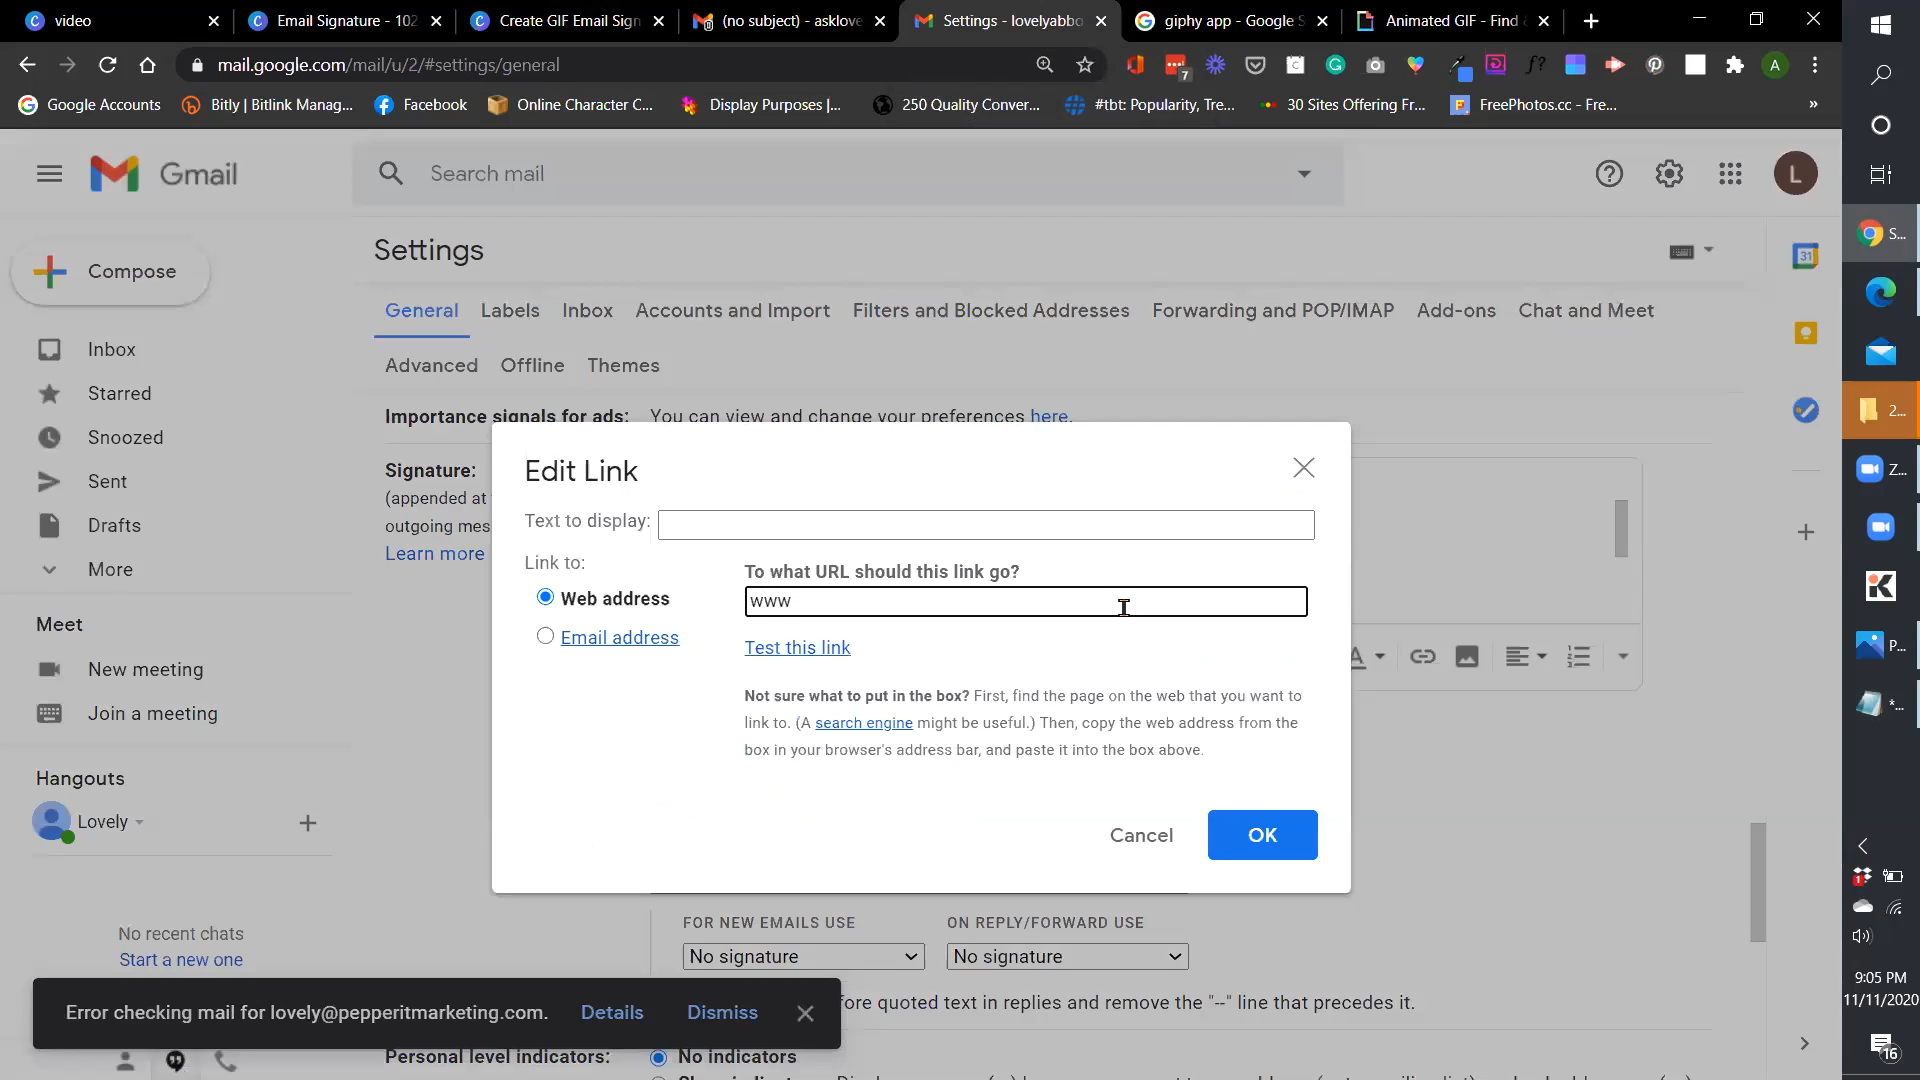 video
Email Signature - 102
Create GIF Email Sign
(no subject) - asklove
Settings - lovelyabbo
giphy app - Google S
Animated GIF - Find
mail.google.com/mail/u/2/#settings/general
7
A
Google Accounts
Bitly | Bitlink Manag...
Facebook
Online Character C...
Display Purposes |...
250 Quality Conver...
#tbt: Popularity, Tre...
30 Sites Offering Fr...
FreePhotos.cc - Fre...
»
Gmail
Search mail
L
Compose
Inbox
Starred
Snoozed
Sent
Drafts
More
Meet
New meeting
Join a meeting
Hangouts
Lovely
No recent chats
Start a new one
Settings
General
Labels
Inbox
Accounts and Import
Filters and Blocked Addresses
Forwarding and POP/IMAP
Add-ons
Chat and Meet
Advanced
Offline
Themes
Importance signals for ads:
You can view and change your preferences here.
Signature:
(appended at
outgoing mes
Learn more
Edit Link
Text to display:
Link to:
Web address
Email address
To what URL should this link go?
www
Test this link
Not sure what to put in the box? First, find the page on the web that you want to
link to. (A search engine might be useful.) Then, copy the web address from the
box in your browser's address bar, and paste it into the box above.
Cancel
OK
A
FOR NEW EMAILS USE
ON REPLY/FORWARD USE
No signature
No signature
fore quoted text in replies and remove the "--" line that precedes it.
Error checking mail for lovely@pepperitmarketing.com.
Details
Dismiss
Personal level indicators:
No indicators
31
S...
2...
Z...
P...
*...
1
9:05 PM
11/11/2020
16